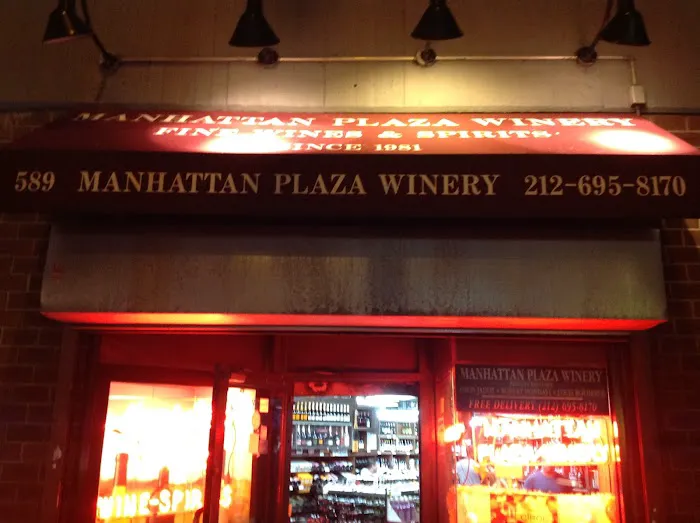 MANHATTAN PLAZA WINERY
FINE WINES & SPIRITS
SINCE 1981
589 MANHATTAN PLAZA WINERY 212-695-8170
MANHATTAN PLAZA WINERY
FREE DELIVERY (212) 695-8170
WINE·SPIRITS